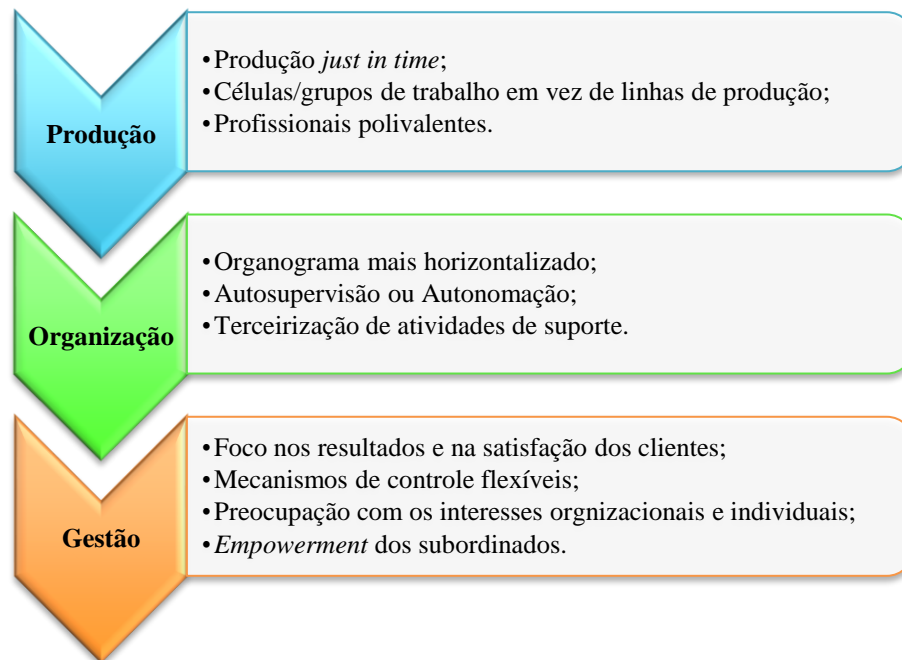 Produção
•Produção just in time;
•Células/grupos de trabalho em vez de linhas de produção;
•Profissionais polivalentes.
Organização
•Organograma mais horizontalizado;
•Autosupervisão ou Autonomação;
•Terceirização de atividades de suporte.
Gestão
•Foco nos resultados e na satisfação dos clientes;
•Mecanismos de controle flexíveis;
•Preocupação com os interesses orgnizacionais e individuais;
•Empowerment dos subordinados.